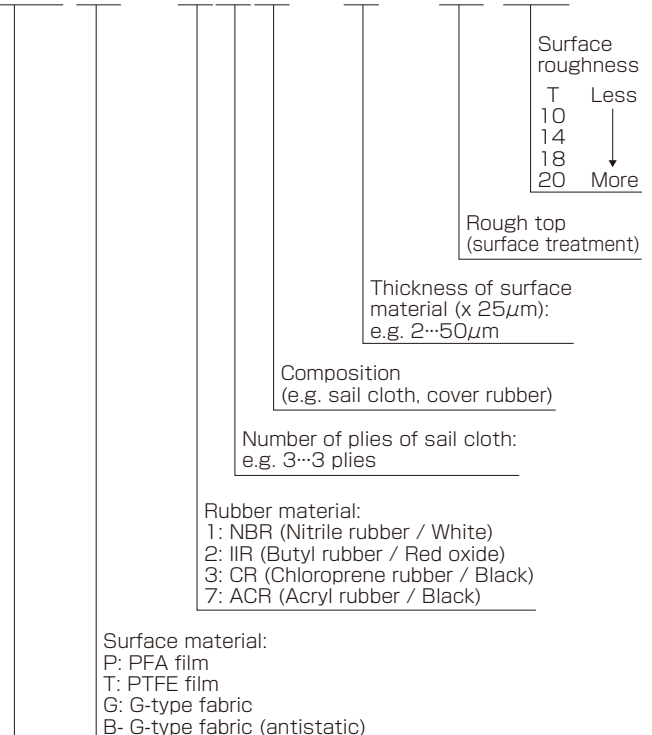 Surface
roughness
T Less
10
14
18
20 More
Rough top
(surface treatment)
Thickness of surface
material (x 25μm):
e.g. 2···50μm
Composition
(e.g. sail cloth, cover rubber)
Number of plies of sail cloth:
e.g. 3···3 plies
Rubber material:
1: NBR (Nitrile rubber / White)
2: IIR (Butyl rubber / Red oxide)
3: CR (Chloroprene rubber / Black)
7: ACR (Acryl rubber / Black)
Surface material:
P: PFA film
T: PTFE film
G: G-type fabric
B- G-type fabric (antistatic)